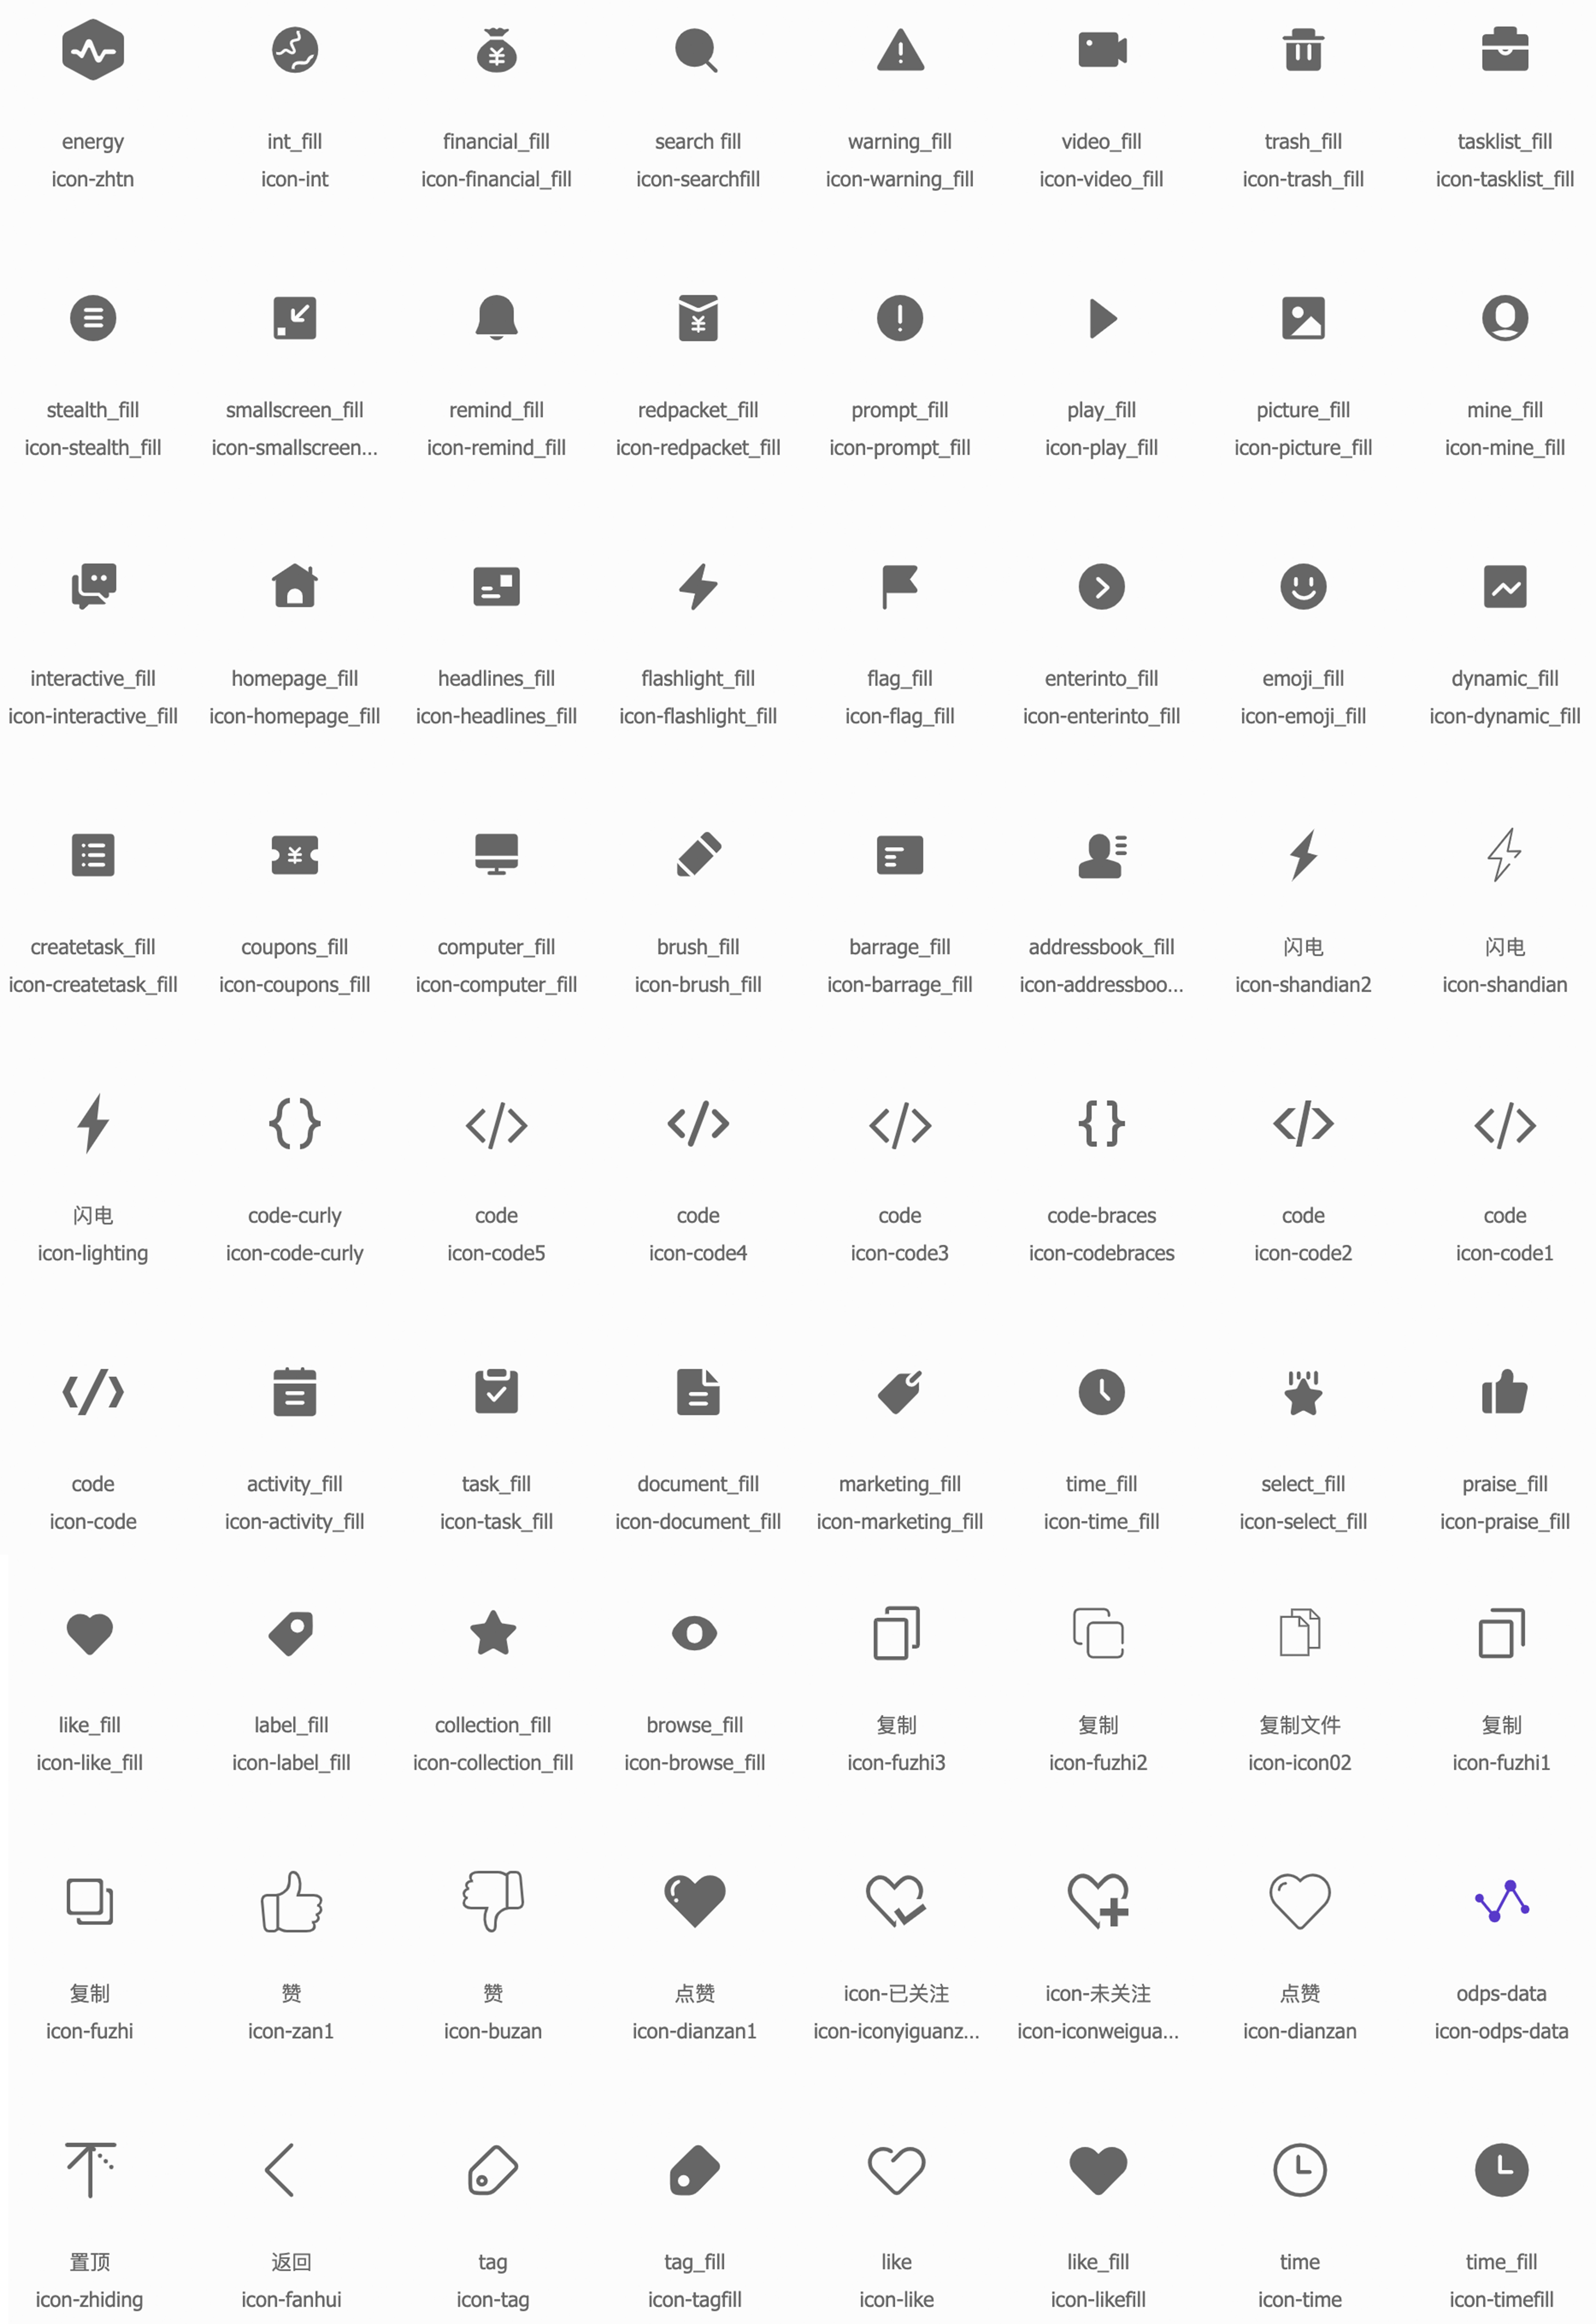 energy int_fill financial_fill search fill warning_fill video_fill trash_fill tasklist_fill
icon-zhtn icon-int icon-financial_fill icon-searchfill icon-warning_fill icon-video_fill icon-trash_fill icon-tasklist_fill
stealth_fill smallscreen_fill remind_fill redpacket_fill prompt_fill play_fill picture_fill mine_fill
icon-stealth_fill icon-smallscreen... icon-remind_fill icon-redpacket_fill icon-prompt_fill icon-play_fill icon-picture_fill icon-mine_fill
interactive_fill homepage_fill headlines_fill flashlight_fill flag_fill enterinto_fill emoji_fill dynamic_fill
icon-interactive_fill icon-homepage_fill icon-headlines_fill icon-flashlight_fill icon-flag_fill icon-enterinto_fill icon-emoji_fill icon-dynamic_fill
createtask_fill coupons_fill computer_fill brush_fill barrage_fill addressbook_fill 闪电 闪电
icon-createtask_fill icon-coupons_fill icon-computer_fill icon-brush_fill icon-barrage_fill icon-addressboo... icon-shandian2 icon-shandian
闪电 code-curly code code code code-braces code code
icon-lighting icon-code-curly icon-code5 icon-code4 icon-code3 icon-codebraces icon-code2 icon-code1
code activity_fill task_fill document_fill marketing_fill time_fill select_fill praise_fill
icon-code icon-activity_fill icon-task_fill icon-document_fill icon-marketing_fill icon-time_fill icon-select_fill icon-praise_fill
like_fill label_fill collection_fill browse_fill 复制 复制 复制文件 复制
icon-like_fill icon-label_fill icon-collection_fill icon-browse_fill icon-fuzhi3 icon-fuzhi2 icon-icon02 icon-fuzhi1
复制 赞 赞 点赞 icon-已关注 icon-未关注 点赞 odps-data
icon-fuzhi icon-zan1 icon-buzan icon-dianzan1 icon-iconyiguanz... icon-iconweigua... icon-dianzan icon-odps-data
置顶 返回 tag tag_fill like like_fill time time_fill
icon-zhiding icon-fanhui icon-tag icon-tagfill icon-like icon-likefill icon-time icon-timefill